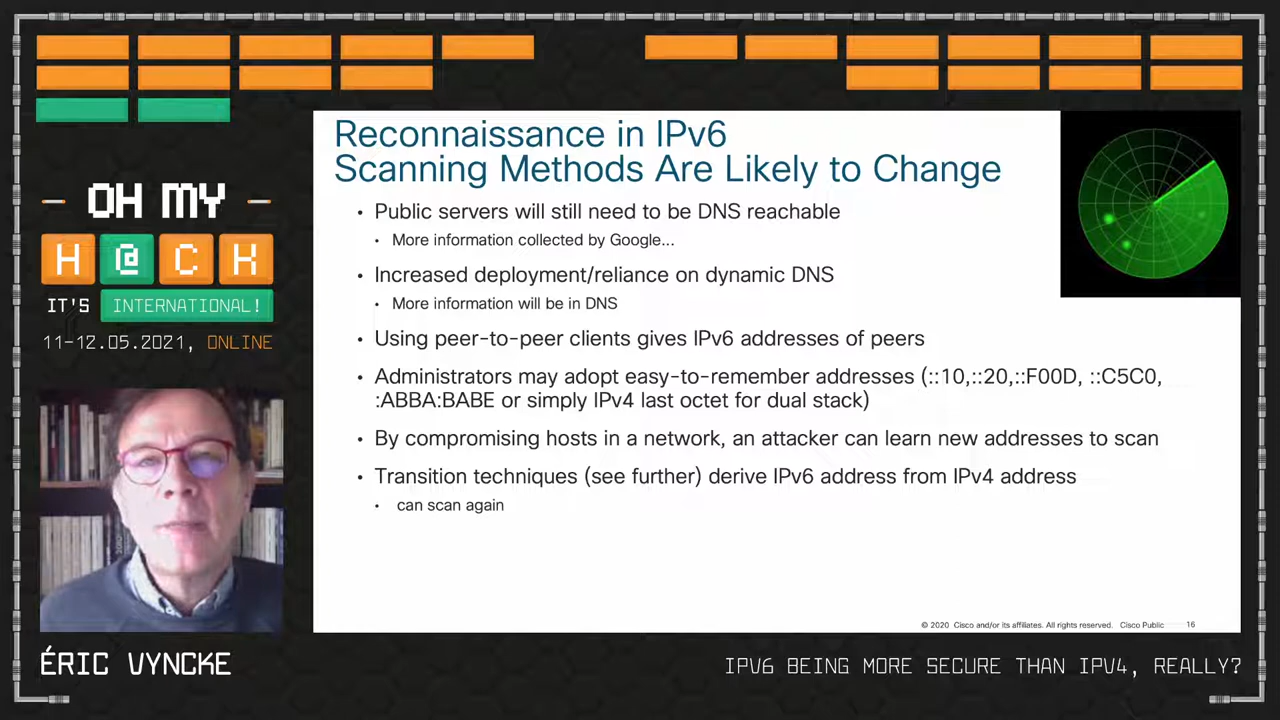 OH MY
H@CK
IT'S INTERNATIONAL!
11-12.05.2021, ONLINE
Reconnaissance in IPv6
Scanning Methods Are Likely to Change
• Public servers will still need to be DNS reachable
• More information collected by Google...
• Increased deployment/reliance on dynamic DNS
• More information will be in DNS
• Using peer-to-peer clients gives IPv6 addresses of peers
• Administrators may adopt easy-to-remember addresses (::10,::20,::F00D, ::C5C0,
:ABBA:BABE or simply IPv4 last octet for dual stack)
• By compromising hosts in a network, an attacker can learn new addresses to scan
• Transition techniques (see further) derive IPv6 address from IPv4 address
• can scan again
© 2020 Cisco and/or its affiliates. All rights reserved. Cisco Public 16
ÉRIC VYNCKE
IPV6 BEING MORE SECURE THAN IPV4, REALLY?